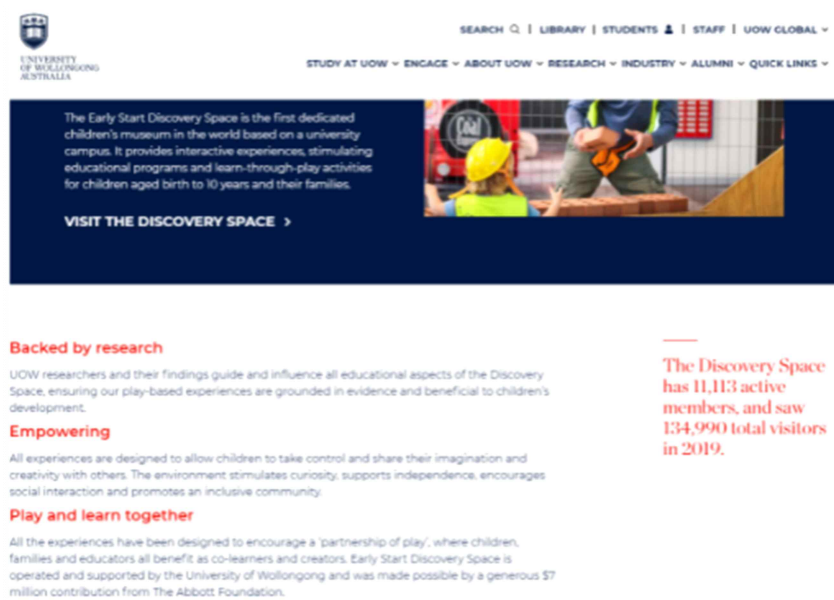 SEARCH | LIBRARY | STUDENTS | STAFF | UOW GLOBAL
UNIVERSITY
OF WOLLONGONG
AUSTRALIA
STUDY AT UOW ENGAGE ABOUT UOW RESEARCH INDUSTRY ALUMNI QUICK LINKS
The Early Start Discovery Space is the first dedicated
children's museum in the world based on a university
campus. It provides interactive experiences, stimulating
educational programs and learn-through-play activities
for children aged birth to 10 years and their families.
VISIT THE DISCOVERY SPACE >
Coal
Backed by research
UOW researchers and their findings guide and influence all educational aspects of the Discovery
Space, ensuring our play-based experiences are grounded in evidence and beneficial to children's
development.
Empowering
All experiences are designed to allow children to take control and share their imagination and
creativity with others. The environment stimulates curiosity, supports independence, encourages
social interaction and promotes an inclusive community.
Play and learn together
All the experiences have been designed to encourage a 'partnership of play', where children,
families and educators all benefit as co-learners and creators. Early Start Discovery Space is
operated and supported by the University of Wollongong and was made possible by a generous $7
million contribution from The Abbott Foundation.
The Discovery Space
has 11,113 active
members, and saw
134,990 total visitors
in 2019.